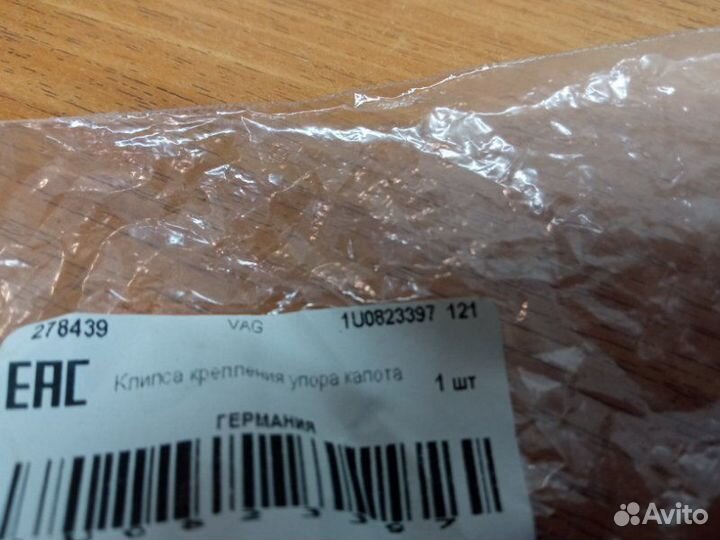 278439 VAG 1U0823397 121
EAC Клипса крепления упора капота 1 шт
ГЕРМАНИЯ
Avito